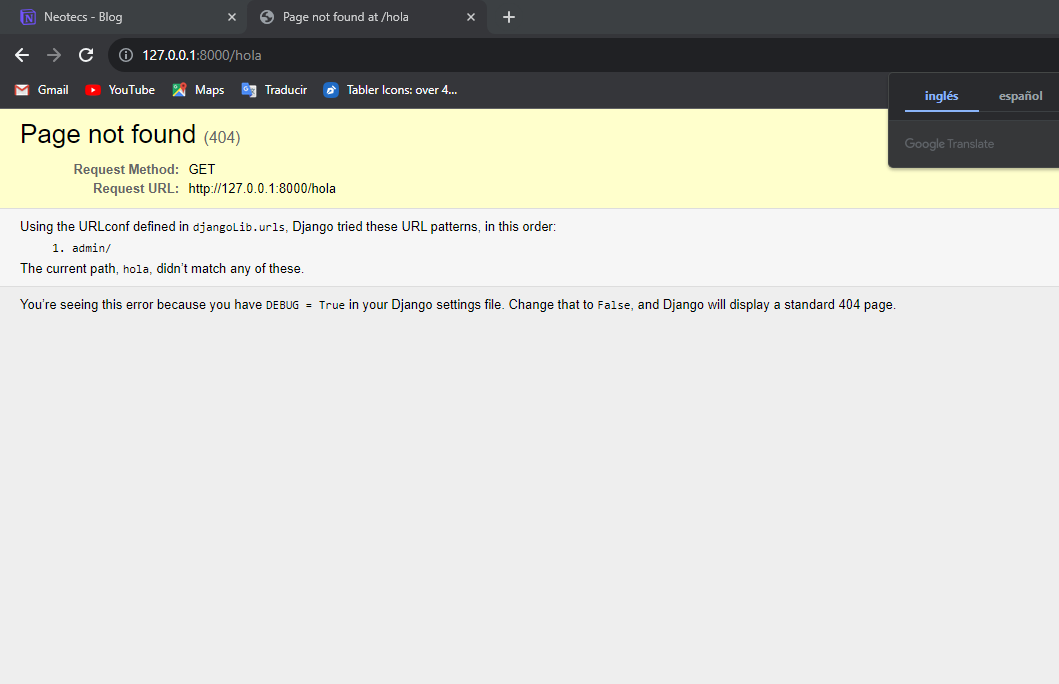 Neotecs - Blog
Page not found at /hola
127.0.0.1:8000/hola
Gmail YouTube Maps Traducir Tabler Icons: over 4...
inglés español
Google Translate
Page not found (404)
Request Method: GET
Request URL: http://127.0.0.1:8000/hola
Using the URLconf defined in djangoLib.urls, Django tried these URL patterns, in this order:
1. admin/
The current path, hola, didn’t match any of these.
You’re seeing this error because you have DEBUG = True in your Django settings file. Change that to False, and Django will display a standard 404 page.